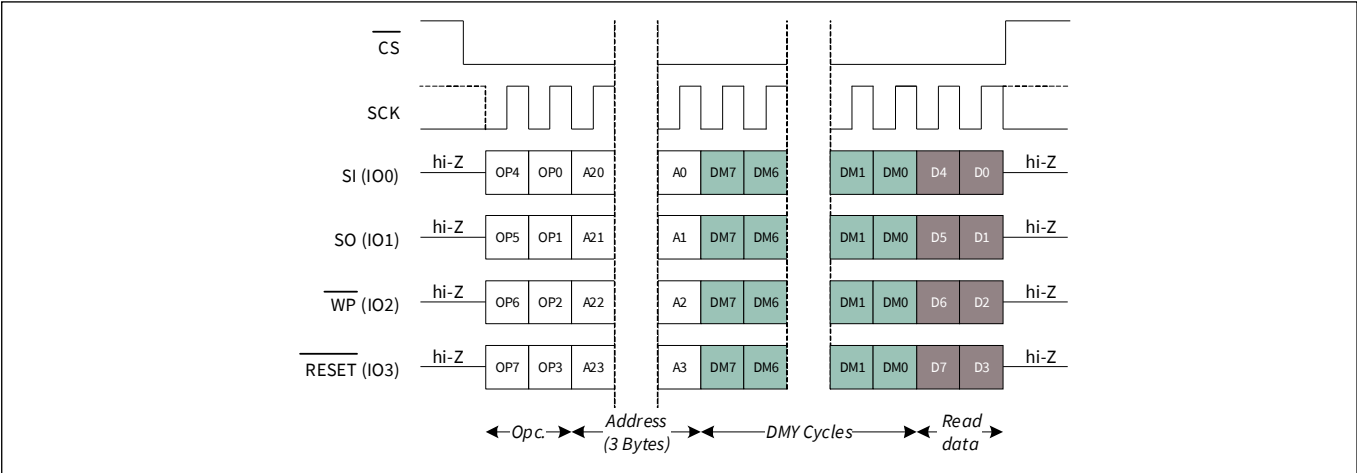 CS
SCK
SI (IO0) hi-Z OP4 OP0 A20 A0 DM7 DM6 DM1 DM0 D4 D0 hi-Z
SO (IO1) hi-Z OP5 OP1 A21 A1 DM7 DM6 DM1 DM0 D5 D1 hi-Z
WP (IO2) hi-Z OP6 OP2 A22 A2 DM7 DM6 DM1 DM0 D6 D2 hi-Z
RESET (IO3) hi-Z OP7 OP3 A23 A3 DM7 DM6 DM1 DM0 D7 D3 hi-Z
Opc. Address DMY Cycles Read
(3 Bytes) data